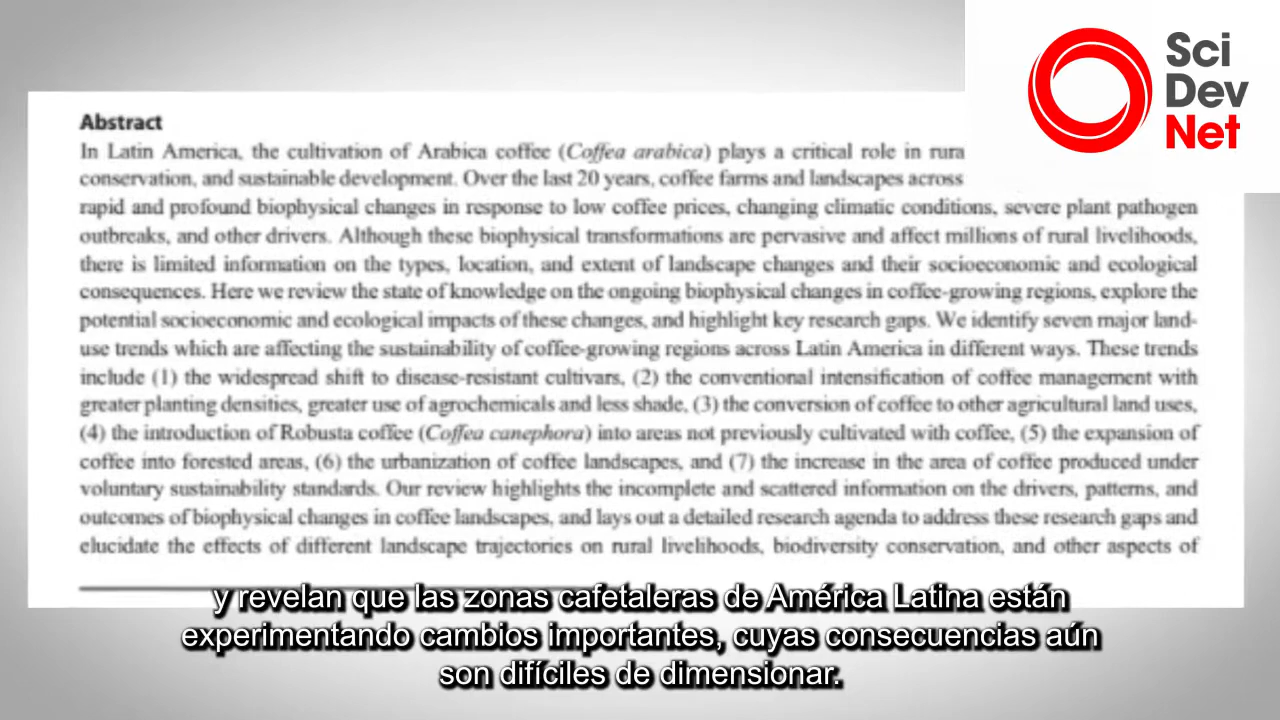 Sci
Dev
Net
Abstract
In Latin America, the cultivation of Arabica coffee (Coffea arabica) plays a critical role in rura
conservation, and sustainable development. Over the last 20 years, coffee farms and landscapes across
rapid and profound biophysical changes in response to low coffee prices, changing climatic conditions, severe plant pathogen
outbreaks, and other drivers. Although these biophysical transformations are pervasive and affect millions of rural livelihoods,
there is limited information on the types, location, and extent of landscape changes and their socioeconomic and ecological
consequences. Here we review the state of knowledge on the ongoing biophysical changes in coffee-growing regions, explore the
potential socioeconomic and ecological impacts of these changes, and highlight key research gaps. We identify seven major land-
use trends which are affecting the sustainability of coffee-growing regions across Latin America in different ways. These trends
include (1) the widespread shift to disease-resistant cultivars, (2) the conventional intensification of coffee management with
greater planting densities, greater use of agrochemicals and less shade, (3) the conversion of coffee to other agricultural land uses,
(4) the introduction of Robusta coffee (Coffea canephora) into areas not previously cultivated with coffee, (5) the expansion of
coffee into forested areas, (6) the urbanization of coffee landscapes, and (7) the increase in the area of coffee produced under
voluntary sustainability standards. Our review highlights the incomplete and scattered information on the drivers, patterns, and
outcomes of biophysical changes in coffee landscapes, and lays out a detailed research agenda to address these research gaps and
elucidate the effects of different landscape trajectories on rural livelihoods, biodiversity conservation, and other aspects of
y revelan que las zonas cafetaleras de América Latina están
experimentando cambios importantes, cuyas consecuencias aún
son difíciles de dimensionar.